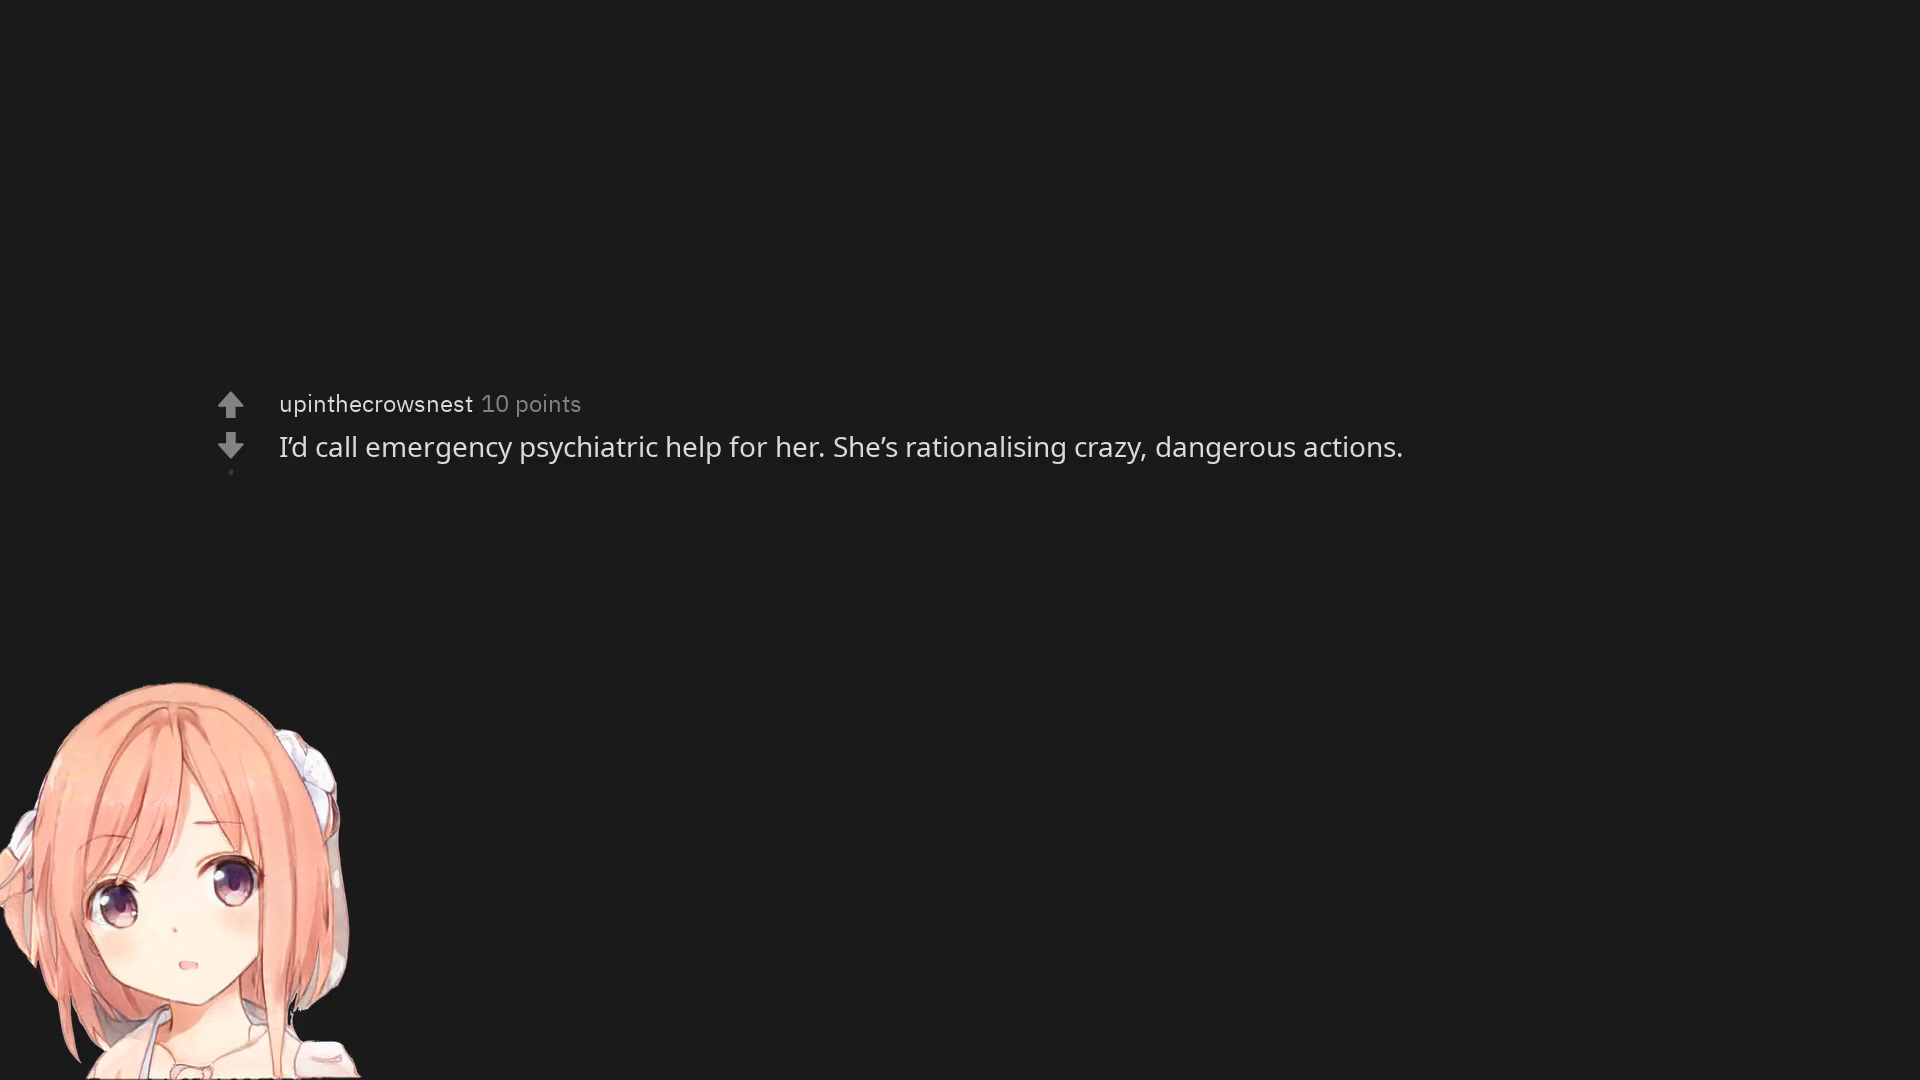 upinthecrowsnest 10 points
I’d call emergency psychiatric help for her. She’s rationalising crazy, dangerous actions.